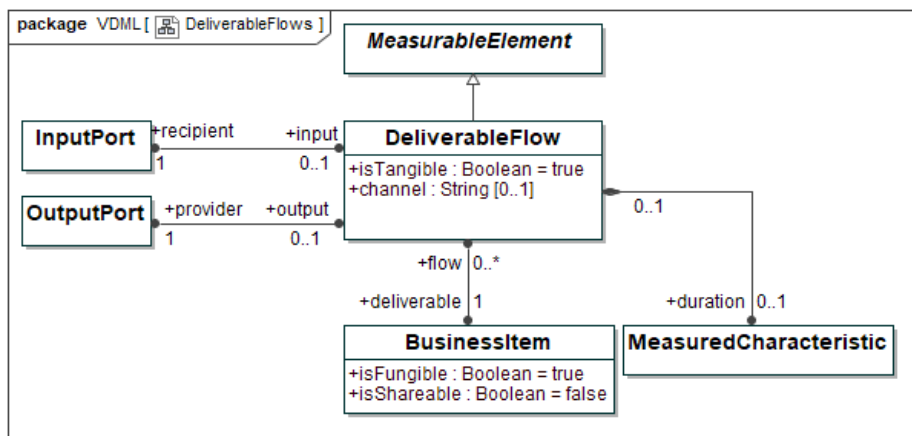 package VDML [ DeliverableFlows ]
MeasurableElement
InputPort
+recipient
+input
1
0..1
DeliverableFlow
+isTangible : Boolean = true
+channel : String [0..1]
OutputPort
+provider
+output
1
0..1
0..1
+flow 0..*
+deliverable 1
+duration 0..1
BusinessItem
+isFungible : Boolean = true
+isShareable : Boolean = false
MeasuredCharacteristic